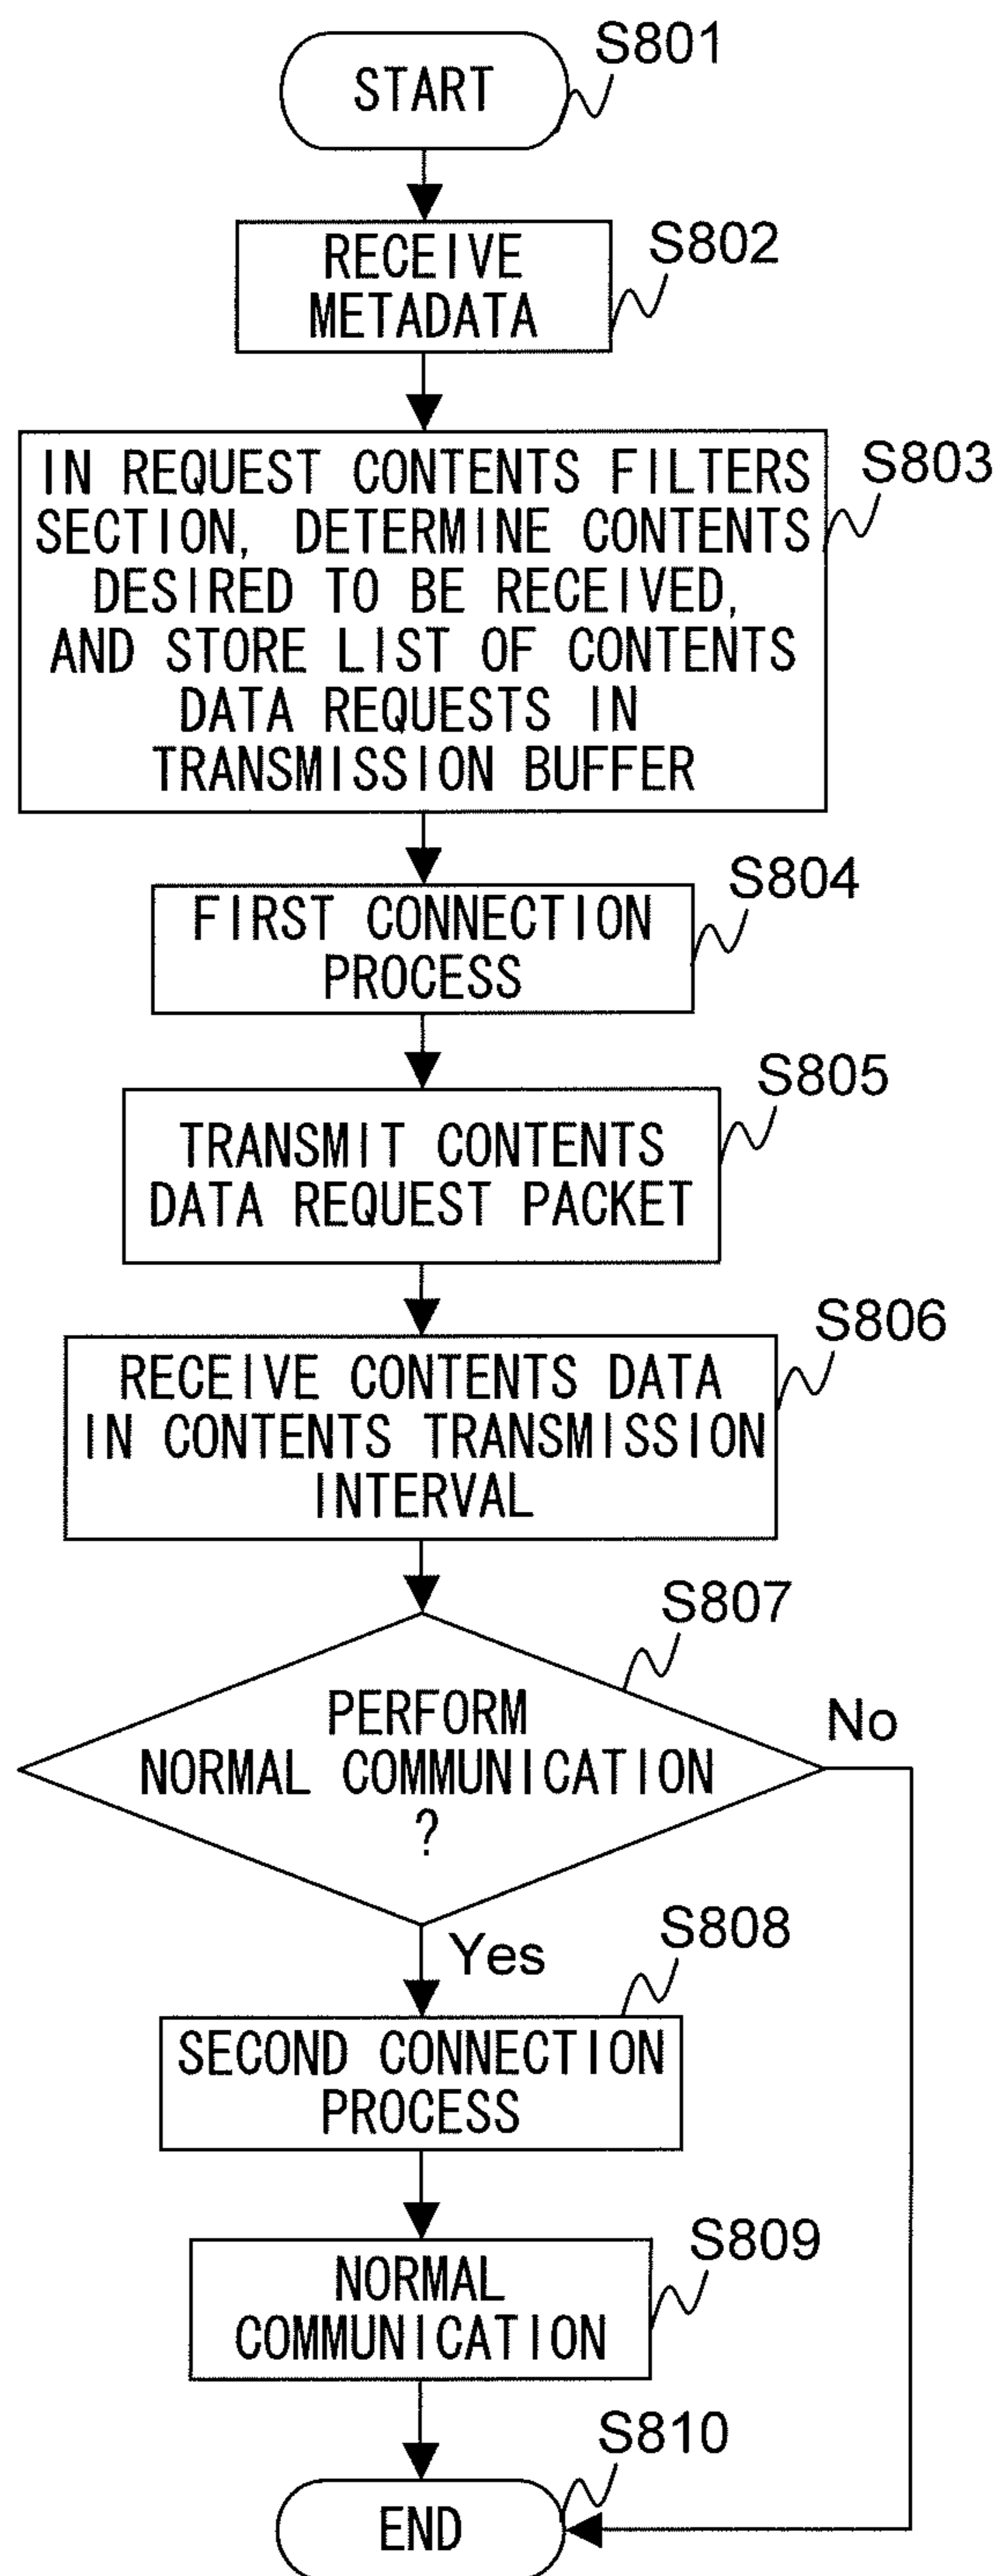 START
S801
RECEIVE
METADATA
S802
IN REQUEST CONTENTS FILTERS
SECTION, DETERMINE CONTENTS
DESIRED TO BE RECEIVED,
AND STORE LIST OF CONTENTS
DATA REQUESTS IN
TRANSMISSION BUFFER
S803
FIRST CONNECTION
PROCESS
S804
TRANSMIT CONTENTS
DATA REQUEST PACKET
S805
RECEIVE CONTENTS DATA
IN CONTENTS TRANSMISSION
INTERVAL
S806
PERFORM
NORMAL COMMUNICATION
?
S807
No
Yes
SECOND CONNECTION
PROCESS
S808
NORMAL
COMMUNICATION
S809
END
S810